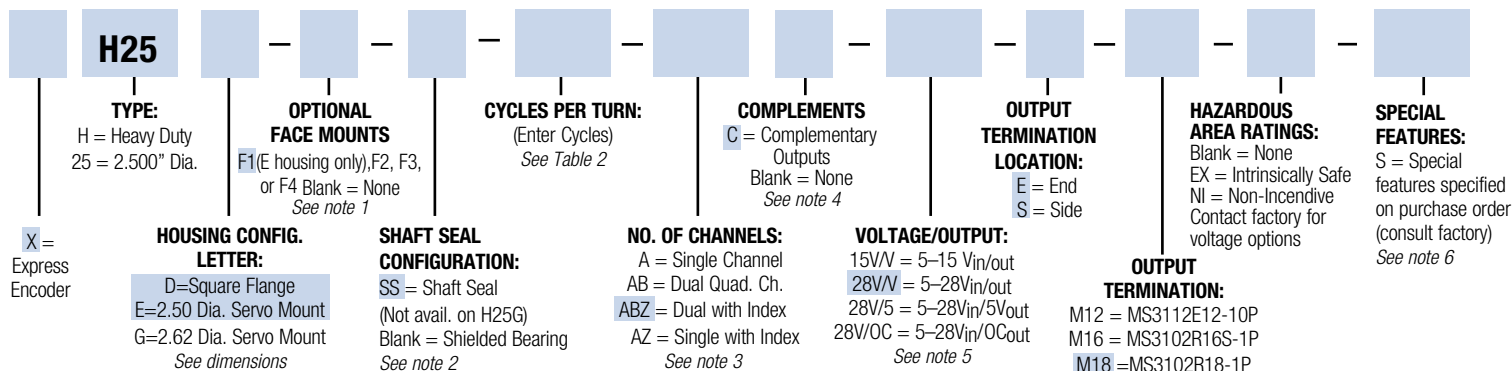 H25
TYPE:
H = Heavy Duty
25 = 2.500” Dia.
OPTIONAL
FACE MOUNTS
F1(E housing only),F2, F3,
or F4 Blank = None
See note 1
CYCLES PER TURN:
(Enter Cycles)
See Table 2
COMPLEMENTS
C = Complementary
Outputs
Blank = None
See note 4
OUTPUT
TERMINATION
LOCATION:
E = End
S = Side
HAZARDOUS
AREA RATINGS:
Blank = None
EX = Intrinsically Safe
NI = Non-Incendive
Contact factory for
voltage options
SPECIAL
FEATURES:
S = Special
features specified
on purchase order
(consult factory)
See note 6
X =
Express
Encoder
HOUSING CONFIG.
LETTER:
D=Square Flange
E=2.50 Dia. Servo Mount
G=2.62 Dia. Servo Mount
See dimensions
SHAFT SEAL
CONFIGURATION:
SS = Shaft Seal
(Not avail. on H25G)
Blank = Shielded Bearing
See note 2
NO. OF CHANNELS:
A = Single Channel
AB = Dual Quad. Ch.
ABZ = Dual with Index
AZ = Single with Index
See note 3
VOLTAGE/OUTPUT:
15V/V = 5–15 Vin/out
28V/V = 5–28Vin/out
28V/5 = 5–28Vin/5Vout
28V/OC = 5–28Vin/OCout
See note 5
OUTPUT
TERMINATION:
M12 = MS3112E12-10P
M16 = MS3102R16S-1P
M18 =MS3102R18-1P